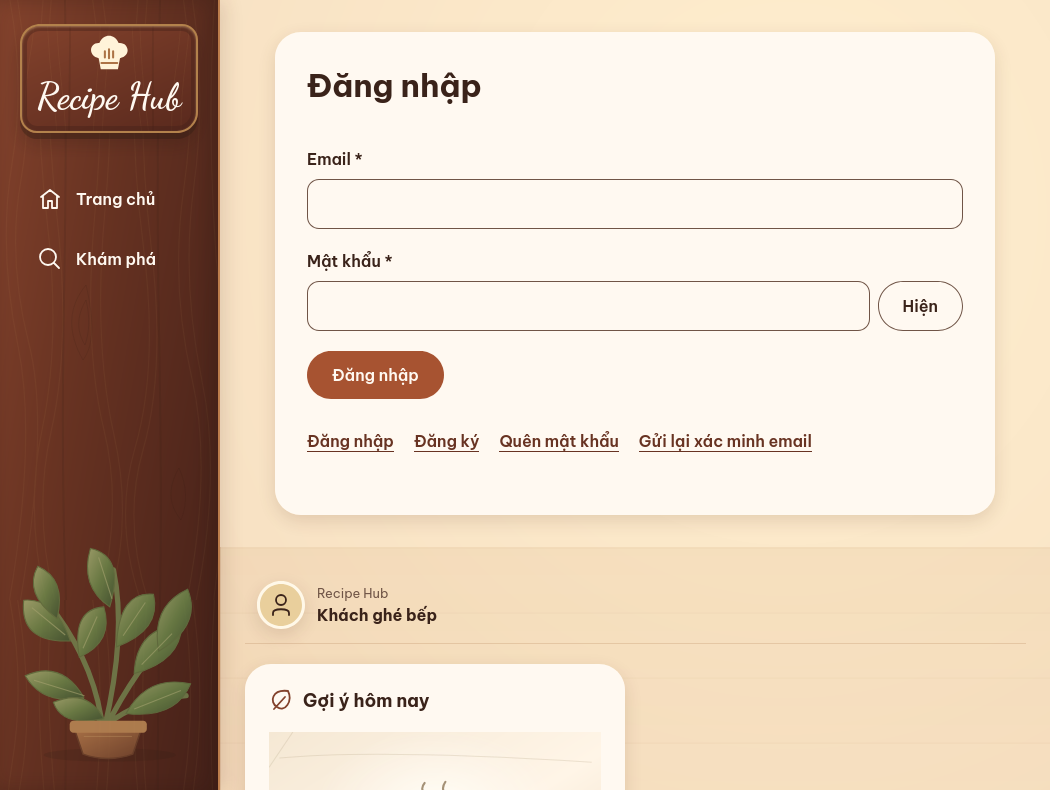 Recipe Hub
Trang chủ
Khám phá
Đăng nhập
Email *
Mật khẩu *
Hiện
Đăng nhập
Đăng nhập Đăng ký Quên mật khẩu Gửi lại xác minh email
Recipe Hub
Khách ghé bếp
Gợi ý hôm nay